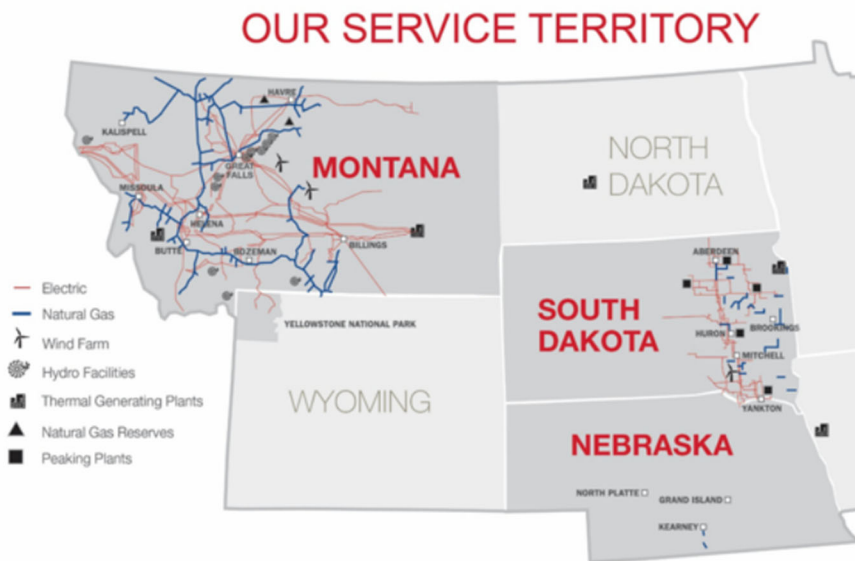 OUR SERVICE TERRITORY
HAVRE
KALISPELL
GREAT
FALLS
MONTANA
NORTH
DAKOTA
MISSOULA
HELENA
BUTTE
BOZEMAN
BILLINGS
ABERDEEN
Electric
Natural Gas
Wind Farm
Hydro Facilities
Thermal Generating Plants
Natural Gas Reserves
Peaking Plants
YELLOWSTONE NATIONAL PARK
WYOMING
SOUTH
DAKOTA
HURON
BROOKINGS
MITCHELL
YANKTON
NEBRASKA
NORTH PLATTE
GRAND ISLAND
KEARNEY